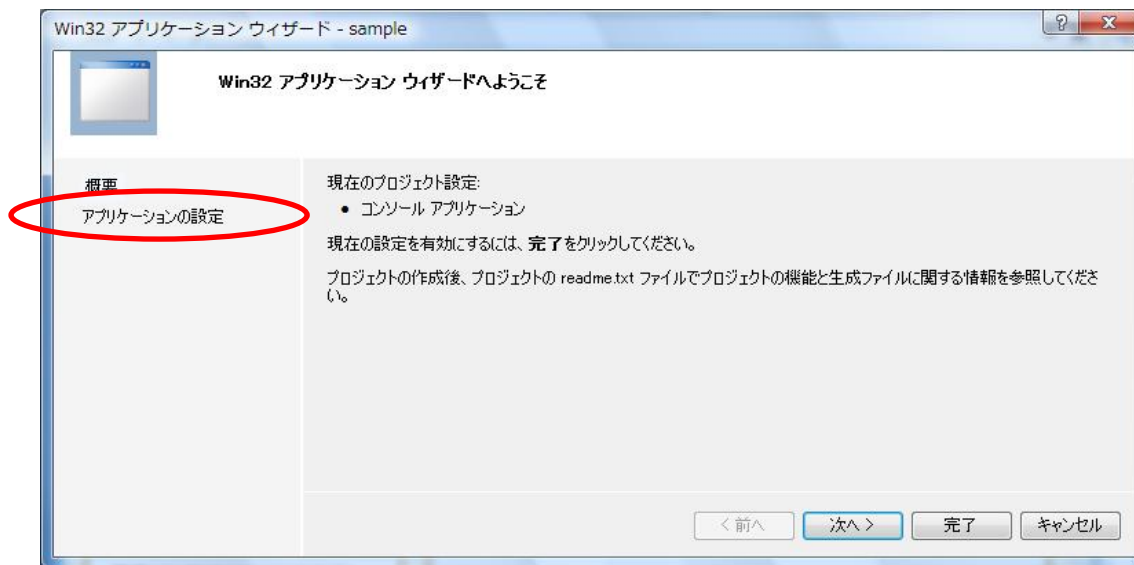 Win32 アプリケーション ウィザード - sample
?
Win32 アプリケーション ウィザードへようこそ
概要
アプリケーションの設定
現在のプロジェクト設定:
• コンソール アプリケーション
現在の設定を有効にするには、完了をクリックしてください。
プロジェクトの作成後、プロジェクトの readme.txt ファイルでプロジェクトの機能と生成ファイルに関する情報を参照してくださ
い。
< 前へ
次へ >
完了
キャンセル